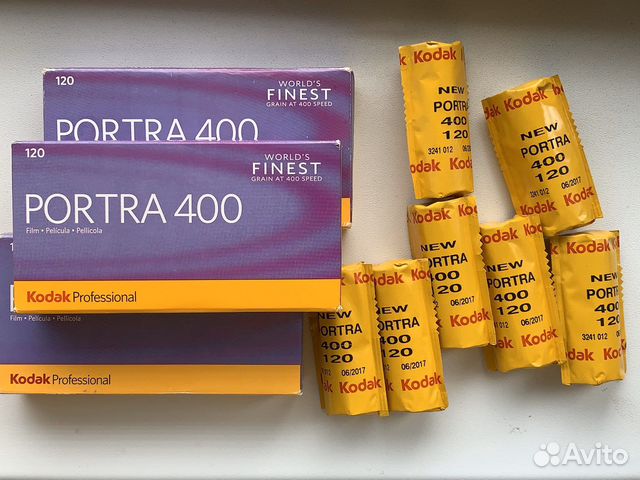 120
WORLD'S
FINEST
GRAIN AT 400 SPEED
PORTRA 400
120
WORLD'S
FINEST
GRAIN AT 400 SPEED
PORTRA 400
Film • Película • Pellicola
Kodak Professional
Film • Película • Pellicola
Kodak Professional
Kodak
NEW
PORTRA
400
120
3241 012
Kodak
Kodak
NEW
PORTRA
400
120
3241 012 06/2017
Kodak
Kodak
NEW
PORTRA
400
120
06/2017
Kodak
Kodak
NEW
PORTRA
400
120
012 06/2017
Kodak
Kodak
NEW
PORT
400
120
3241 012
Kodak
Kodak
NEW
PORTRA
400
120
06/2017
Kodak
Kodak
NEW
PORTRA
400
120
06/2017
Kodak
Avito